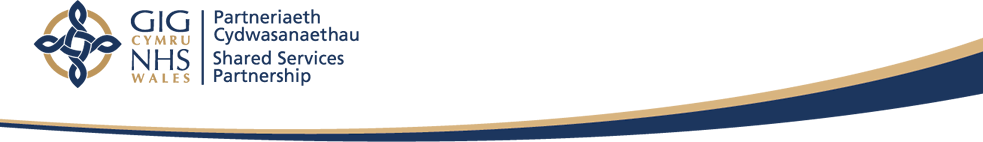 GIG
CYMRU
NHS
WALES
Partneriaeth
Cydwasanaethau
Shared Services
Partnership